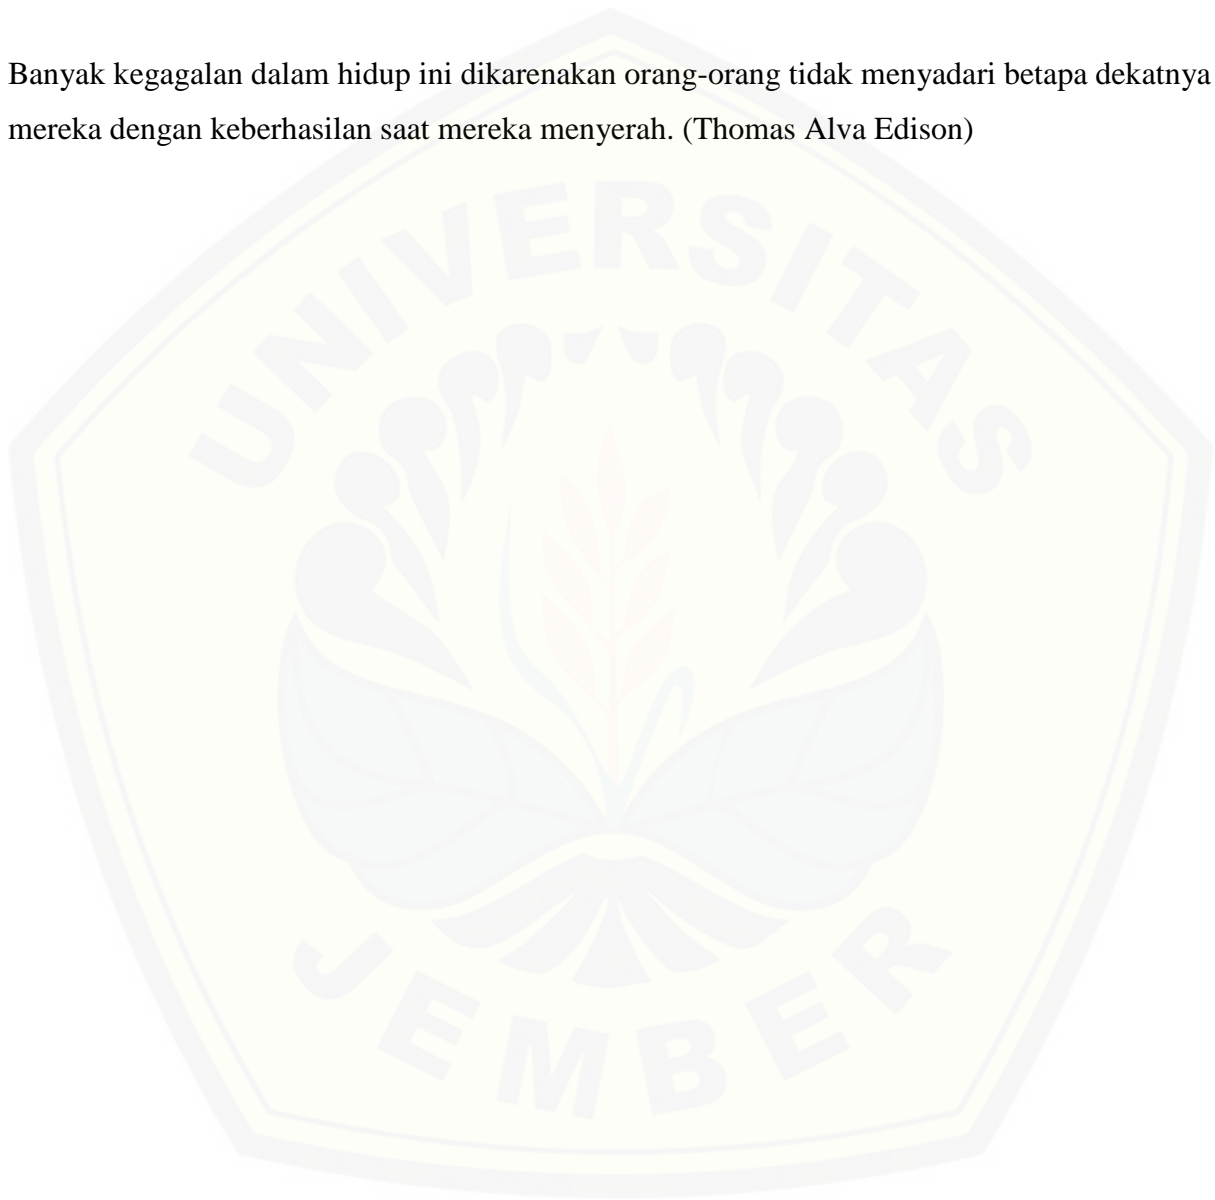 Banyak kegagalan dalam hidup ini dikarenakan orang-orang tidak menyadari betapa dekatnya
mereka dengan keberhasilan saat mereka menyerah. (Thomas Alva Edison)
UNIVERSITAS
JEMBER